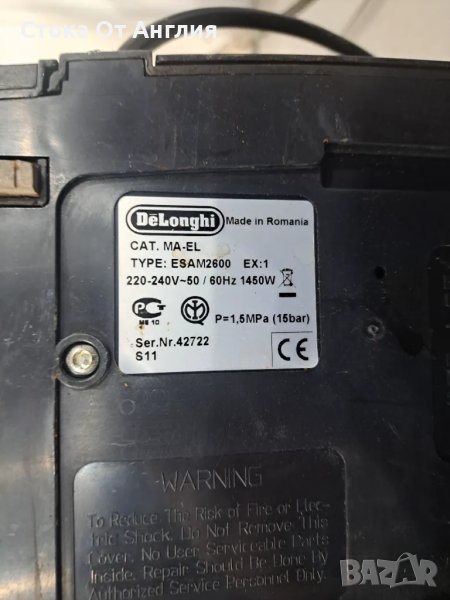 Стока От Англия
DeLonghi Made in Romania
CAT. MA-EL
TYPE: ESAM2600 EX:1
220-240V~50 / 60Hz 1450W
P=1,5MPa (15bar)
Ser.Nr.42722
S11
CE
WARNING
To Reduce The Risk of Fire or Elec-
tric Shock. Do Not Remove This
Cover. No User Serviceable Parts
Inside. Repair Should Be Done By
Authorized Service Personnel Only.
BAZAR